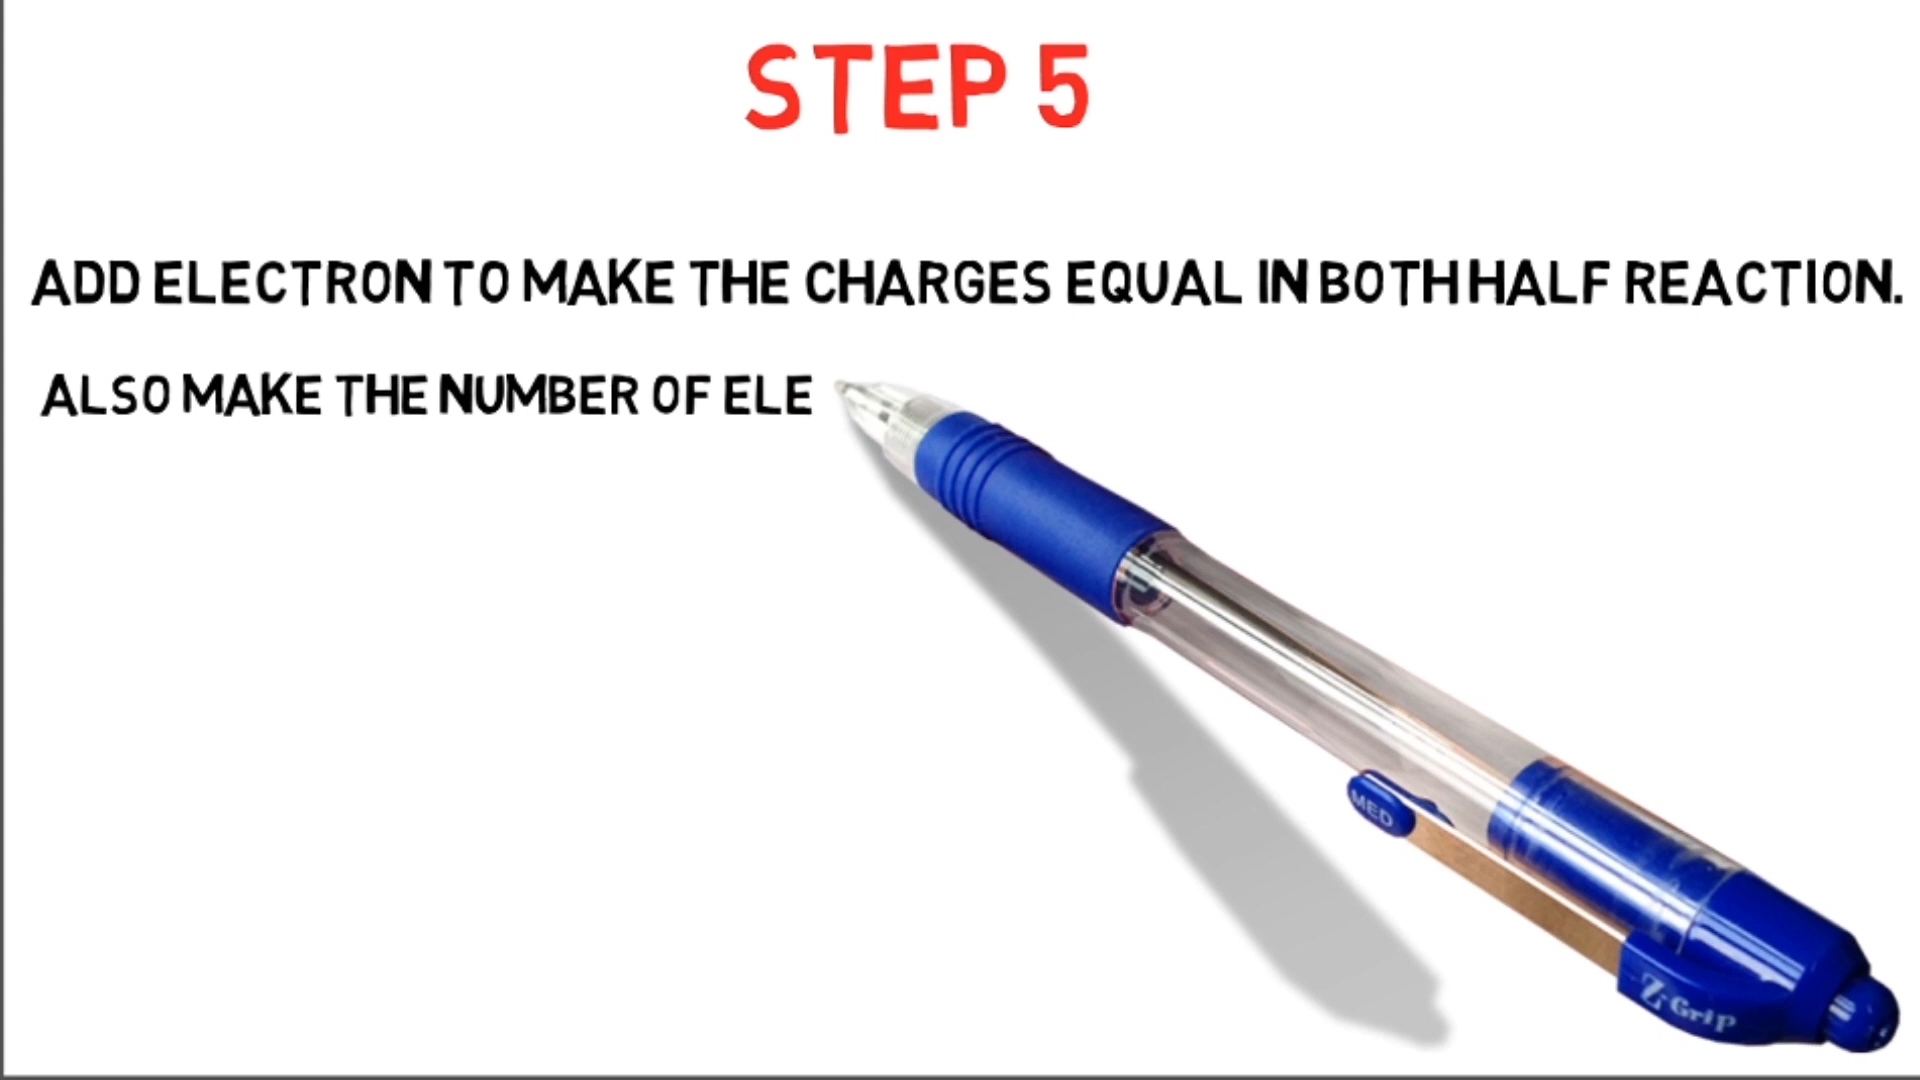 STEP 5
ADD ELECTRON TO MAKE THE CHARGES EQUAL IN BOTH HALF REACTION.
ALSO MAKE THE NUMBER OF ELE
MED
Z-Grip